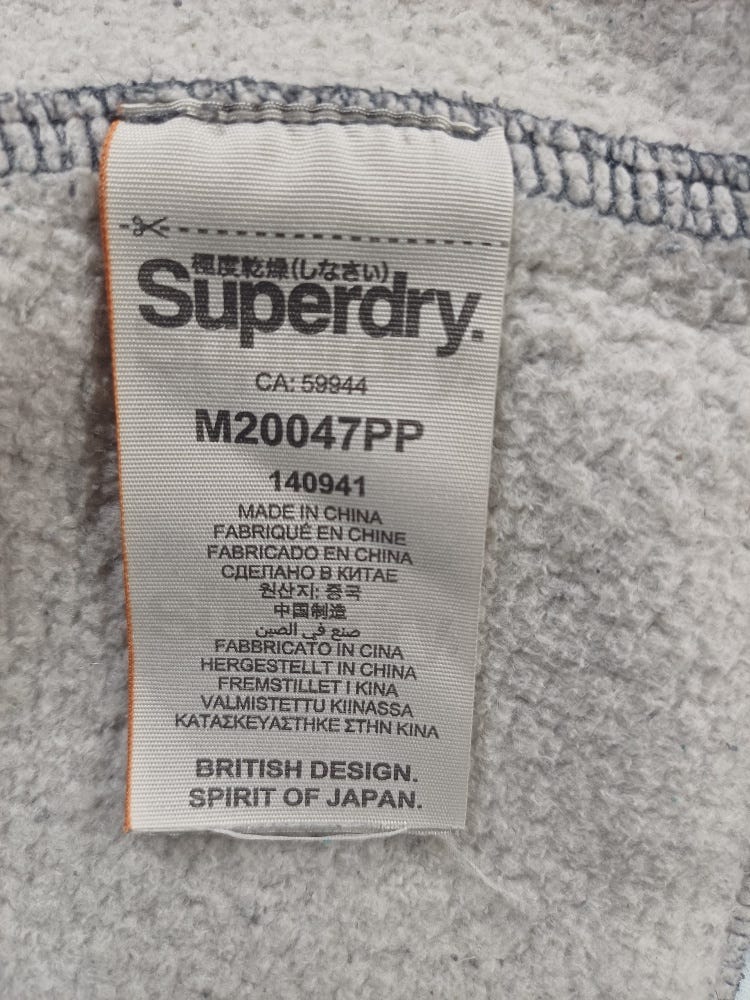 極度乾燥(しなさい)
Superdry.
CA: 59944
M20047PP
140941
MADE IN CHINA
FABRIQUÉ EN CHINE
FABRICADO EN CHINA
СДЕЛАНО В КИТАЕ
원산지: 중국
中国制造
صنع في الصين
FABBRICATO IN CINA
HERGESTELLT IN CHINA
FREMSTILLET I KINA
VALMISTETTU KIINASSA
ΚΑΤΑΣΚΕΥΑΣΤΗΚΕ ΣΤΗΝ ΚΙΝΑ
BRITISH DESIGN.
SPIRIT OF JAPAN.